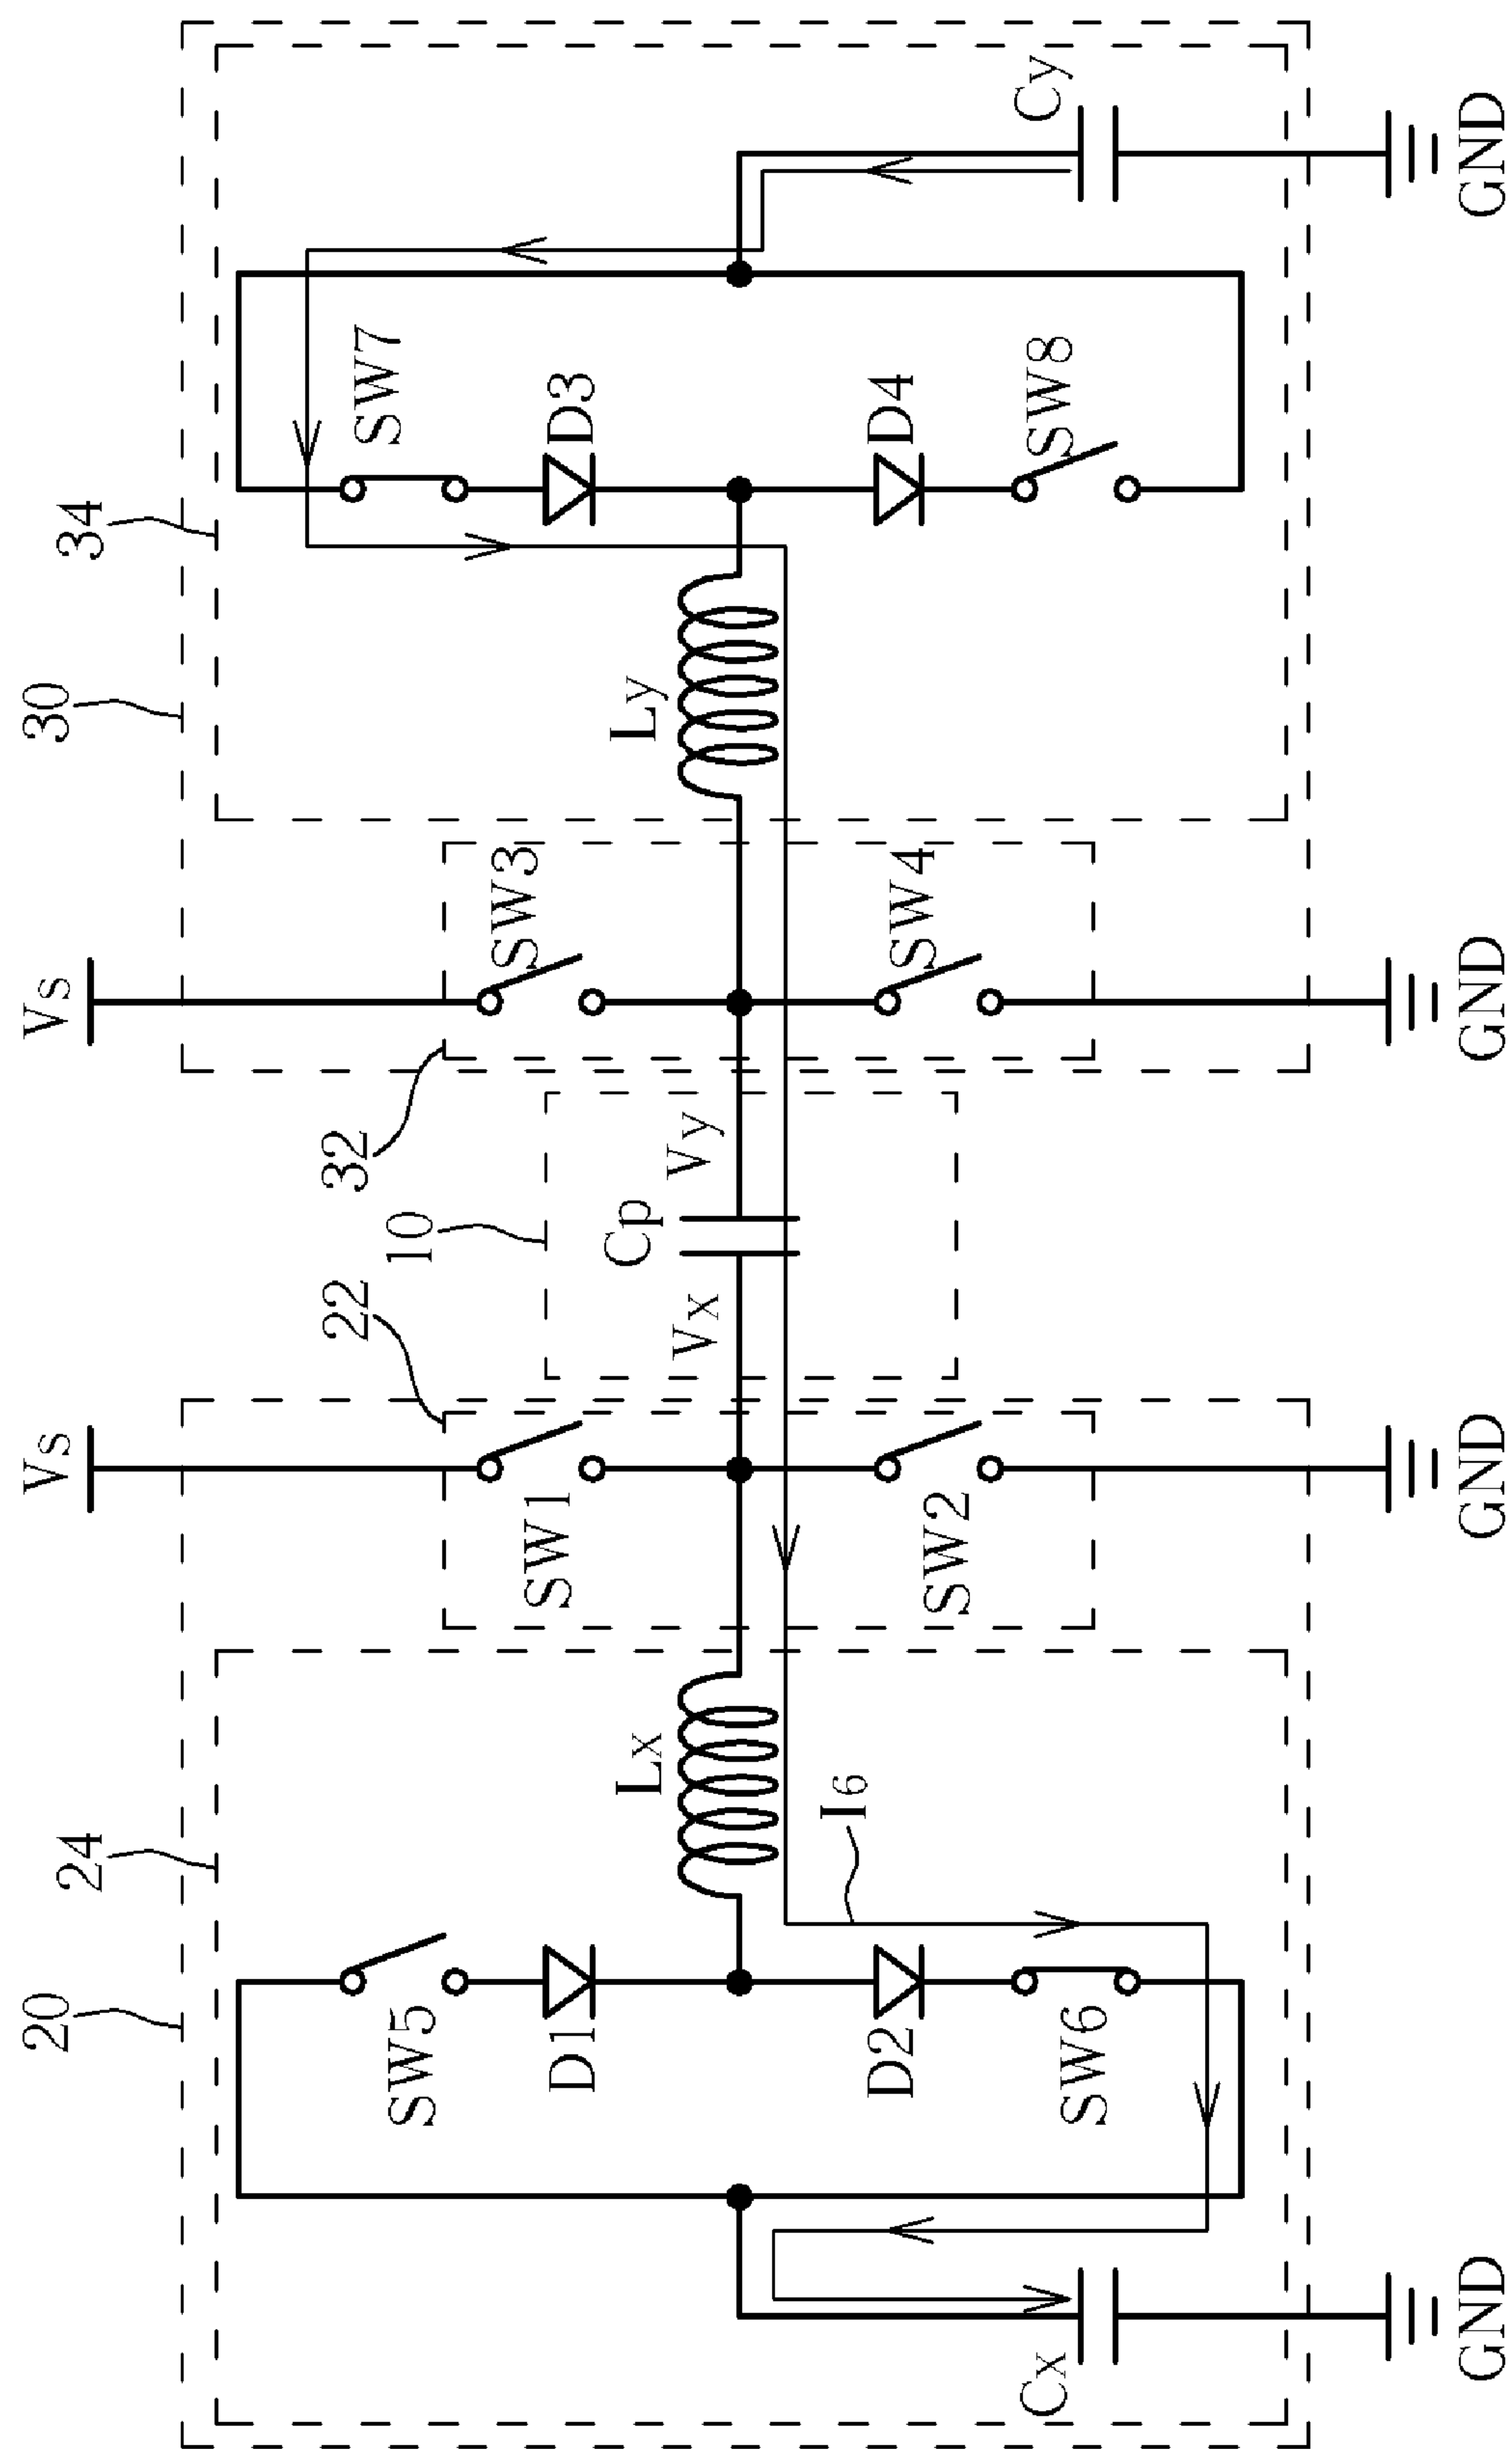 20
24
Vs
22
10
32
Vs
30
34
SW5
D1
D2
SW6
Cx
Lx
I6
SW1
SW2
Vx
Cp
Vy
SW3
SW4
Ly
SW7
D3
D4
SW8
Cy
GND
GND
GND
GND